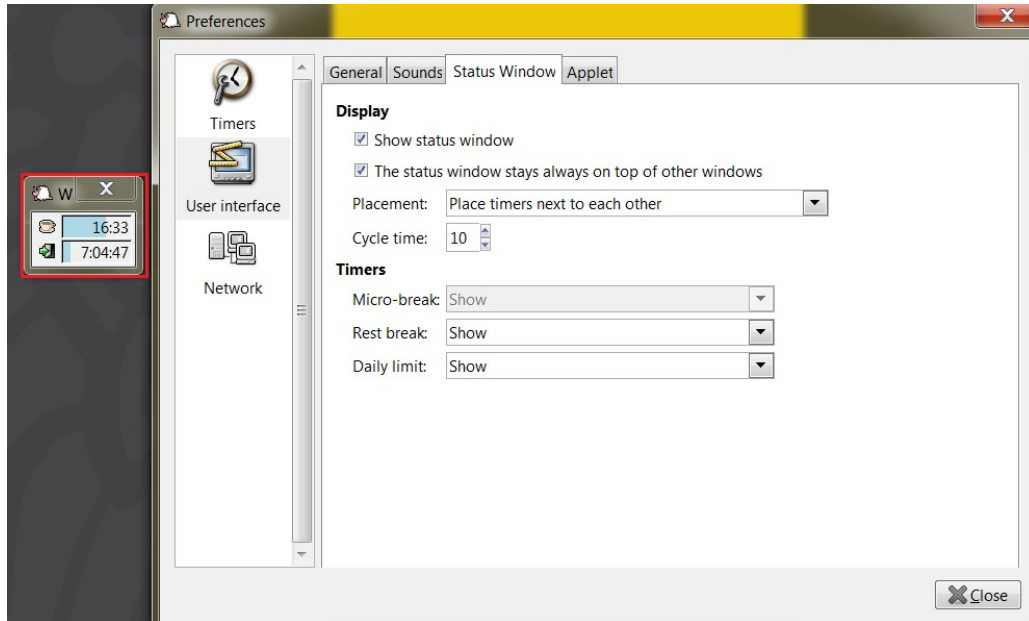 Preferences
X
Timers
User interface
Network
General Sounds Status Window Applet
Display
Show status window
The status window stays always on top of other windows
Placement: Place timers next to each other
Cycle time: 10
Timers
Micro-break: Show
Rest break: Show
Daily limit: Show
Close
W X
16:33
7:04:47